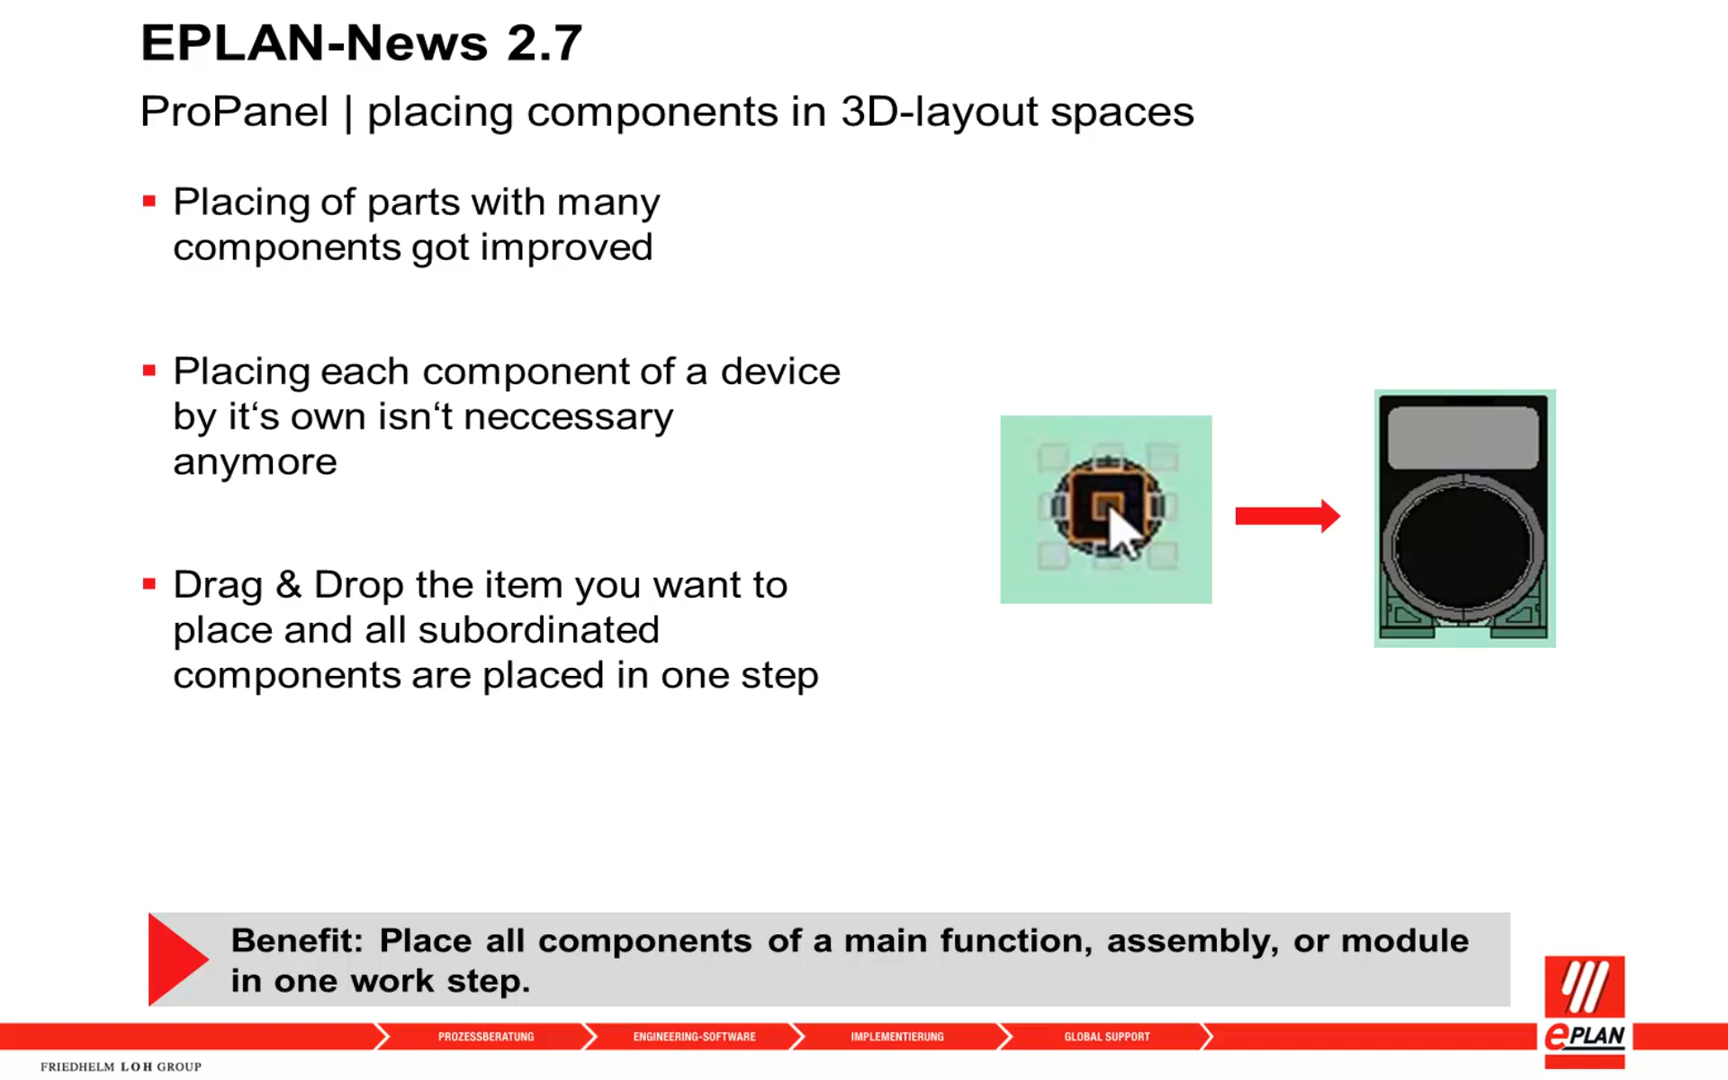 EPLAN-News 2.7
ProPanel | placing components in 3D-layout spaces
Placing of parts with many
components got improved
Placing each component of a device
by it‘s own isn‘t neccessary
anymore
Drag & Drop the item you want to
place and all subordinated
components are placed in one step
Benefit: Place all components of a main function, assembly, or module
in one work step.
PROZESSBERATUNG
ENGINEERING-SOFTWARE
IMPLEMENTIERUNG
GLOBAL SUPPORT
ePLAN
FRIEDHELM LOH GROUP